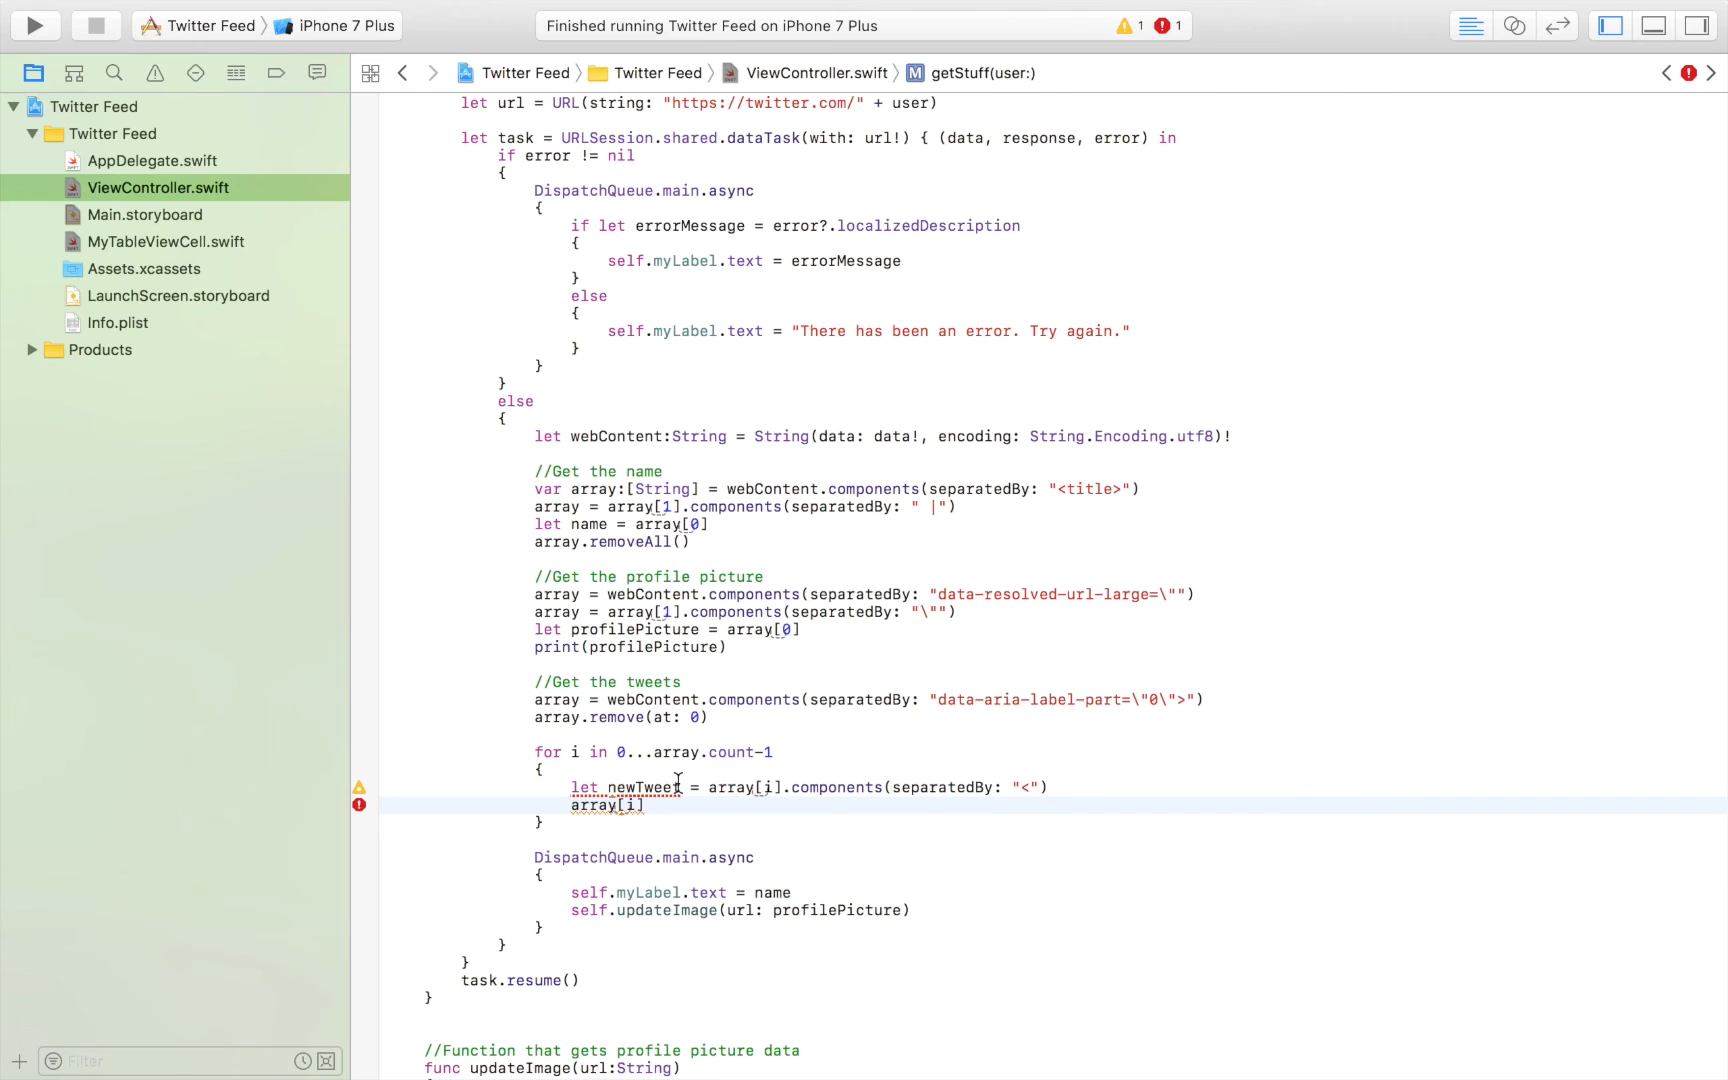 Twitter Feed 〉 iPhone 7 Plus
Finished running Twitter Feed on iPhone 7 Plus
1 1
Twitter Feed 〉 Twitter Feed 〉 ViewController.swift 〉 M getStuff(user:)
Twitter Feed
Twitter Feed
AppDelegate.swift
ViewController.swift
Main.storyboard
MyTableViewCell.swift
Assets.xcassets
LaunchScreen.storyboard
Info.plist
Products
Filter
let url = URL(string: "https://twitter.com/" + user)
let task = URLSession.shared.dataTask(with: url!) { (data, response, error) in
if error != nil
{
DispatchQueue.main.async
{
if let errorMessage = error?.localizedDescription
{
self.myLabel.text = errorMessage
}
else
{
self.myLabel.text = "There has been an error. Try again."
}
}
}
else
{
let webContent:String = String(data: data!, encoding: String.Encoding.utf8)!
//Get the name
var array:[String] = webContent.components(separatedBy: "<title>")
array = array[1].components(separatedBy: " |")
let name = array[0]
array.removeAll()
//Get the profile picture
array = webContent.components(separatedBy: "data-resolved-url-large=\"")
array = array[1].components(separatedBy: "\"")
let profilePicture = array[0]
print(profilePicture)
//Get the tweets
array = webContent.components(separatedBy: "data-aria-label-part=\"0\">")
array.remove(at: 0)
for i in 0...array.count-1
{
let newTweet = array[i].components(separatedBy: "<")
array[i]
}
DispatchQueue.main.async
{
self.myLabel.text = name
self.updateImage(url: profilePicture)
}
}
}
task.resume()
}
//Function that gets profile picture data
func updateImage(url:String)